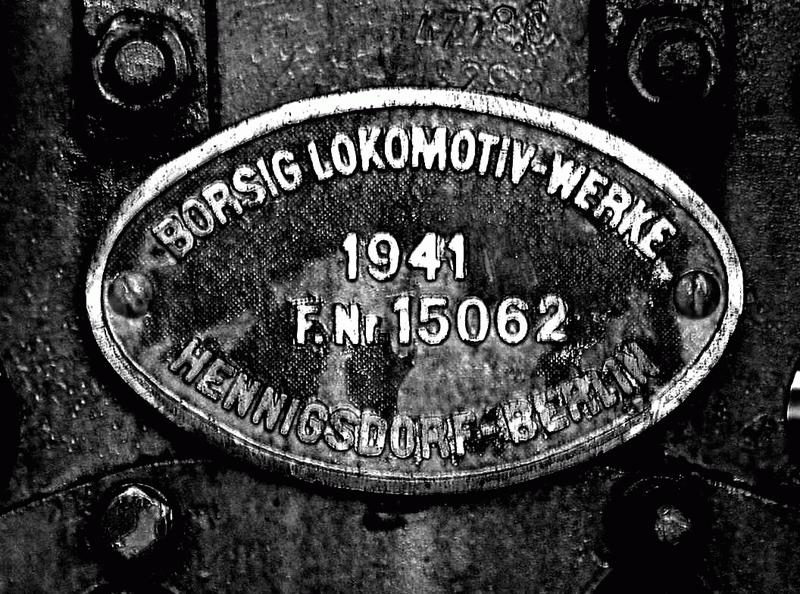 BORSIG LOKOMOTIV-WERKE
1941
F.Nr 15062
HENNIGSDORF-BERLIN